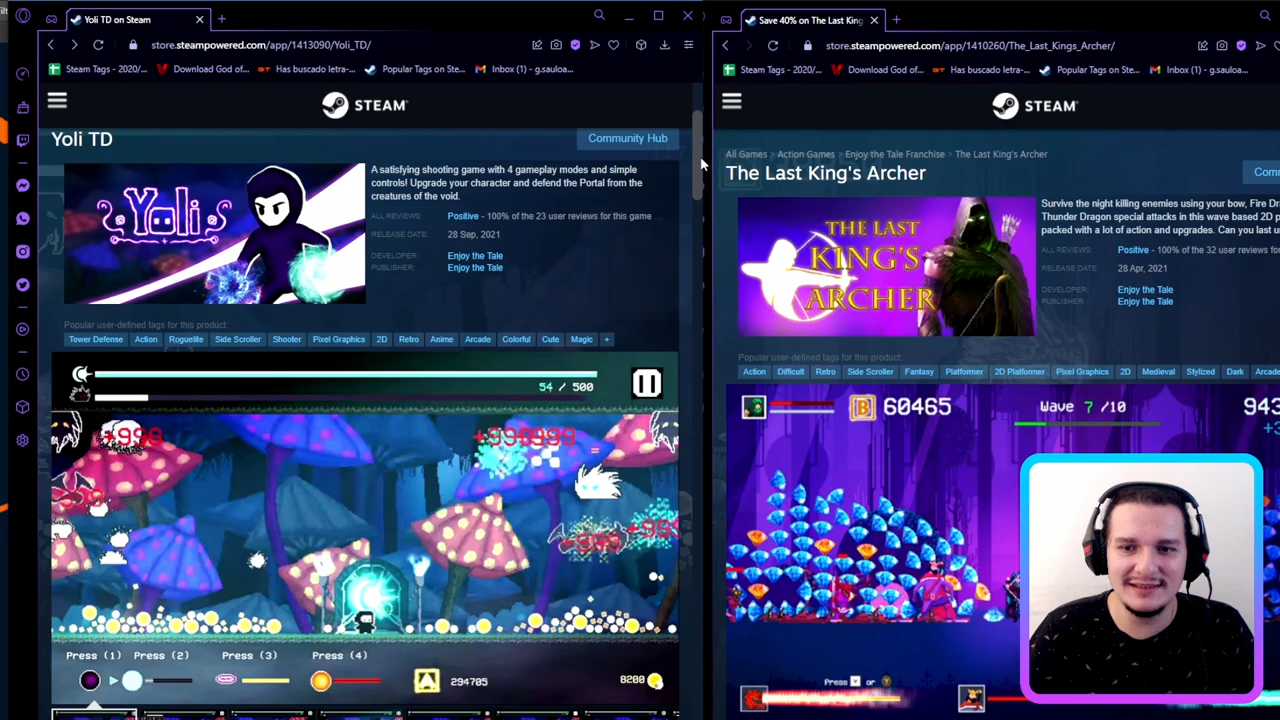 Yoli TD on Steam
store.steampowered.com/app/1413090/Yoli_TD/
Steam Tags - 2020/...
Download God of...
Has buscado letra-...
Popular Tags on Ste...
Inbox (1) - g.sauloa...
STEAM
Yoli TD
Community Hub
Yoli
A satisfying shooting game with 4 gameplay modes and simple
controls! Upgrade your character and defend the Portal from the
creatures of the void.
ALL REVIEWS: Positive - 100% of the 23 user reviews for this game ...
RELEASE DATE: 28 Sep, 2021
DEVELOPER: Enjoy the Tale
PUBLISHER: Enjoy the Tale
Popular user-defined tags for this product:
Tower Defense Action Roguelite Side Scroller Shooter Pixel Graphics 2D Retro Anime Arcade Colorful Cute Magic +
54 / 500
+999
+999
Press (1) Press (2) Press (3) Press (4)
294705
8200
Save 40% on The Last King
store.steampowered.com/app/1410260/The_Last_Kings_Archer/
Steam Tags - 2020/...
Download God of...
Has buscado letra-...
Popular Tags on Ste...
Inbox (1) - g.sauloa...
STEAM
All Games > Action Games > Enjoy the Tale Franchise > The Last King's Archer
The Last King's Archer
Comm
THE LAST
KING'S
ARCHER
Survive the night killing enemies using your bow, Fire Dra
Thunder Dragon special attacks in this wave based 2D p
packed with a lot of action and upgrades. Can you last u
ALL REVIEWS: Positive - 100% of the 32 user reviews fo
RELEASE DATE: 28 Apr, 2021
DEVELOPER: Enjoy the Tale
PUBLISHER: Enjoy the Tale
Popular user-defined tags for this product:
Action Difficult Retro Side Scroller Fantasy Platformer 2D Platformer Pixel Graphics 2D Medieval Stylized Dark Arcade
B 60465
Wave 7 /10
943
Press Y or Y